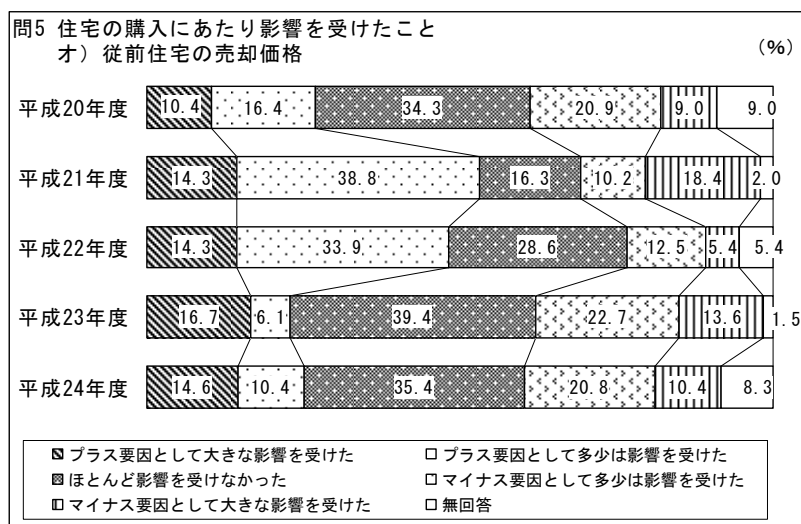 問5 住宅の購入にあたり影響を受けたこと
オ）従前住宅の売却価格
(%)
平成20年度 10.4 16.4 34.3 20.9 9.0 9.0
平成21年度 14.3 38.8 16.3 10.2 18.4 2.0
平成22年度 14.3 33.9 28.6 12.5 5.4 5.4
平成23年度 16.7 6.1 39.4 22.7 13.6 1.5
平成24年度 14.6 10.4 35.4 20.8 10.4 8.3
プラス要因として大きな影響を受けた プラス要因として多少は影響を受けた
ほとんど影響を受けなかった マイナス要因として多少は影響を受けた
マイナス要因として大きな影響を受けた 無回答